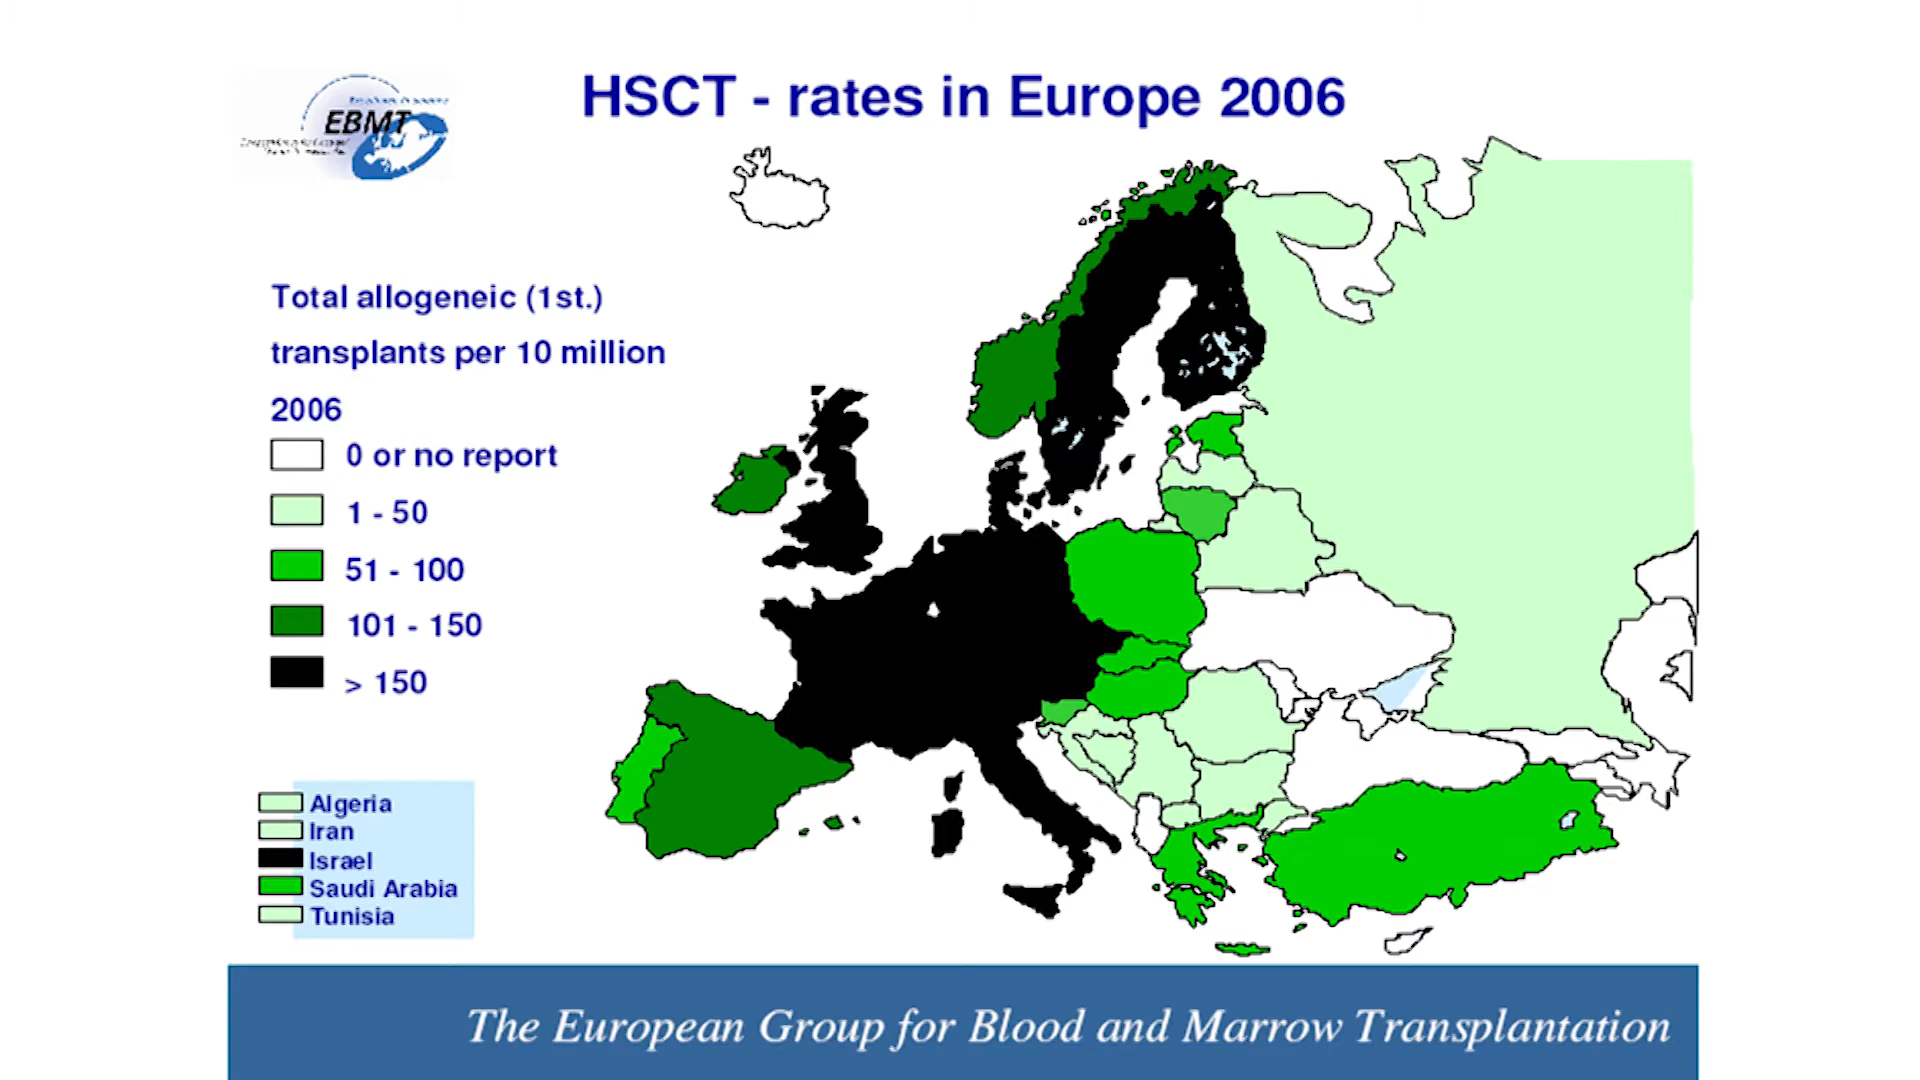 HSCT - rates in Europe 2006
EBMT
Total allogeneic (1st.)
transplants per 10 million
2006
0 or no report
1 - 50
51 - 100
101 - 150
> 150
Algeria
Iran
Israel
Saudi Arabia
Tunisia
The European Group for Blood and Marrow Transplantation